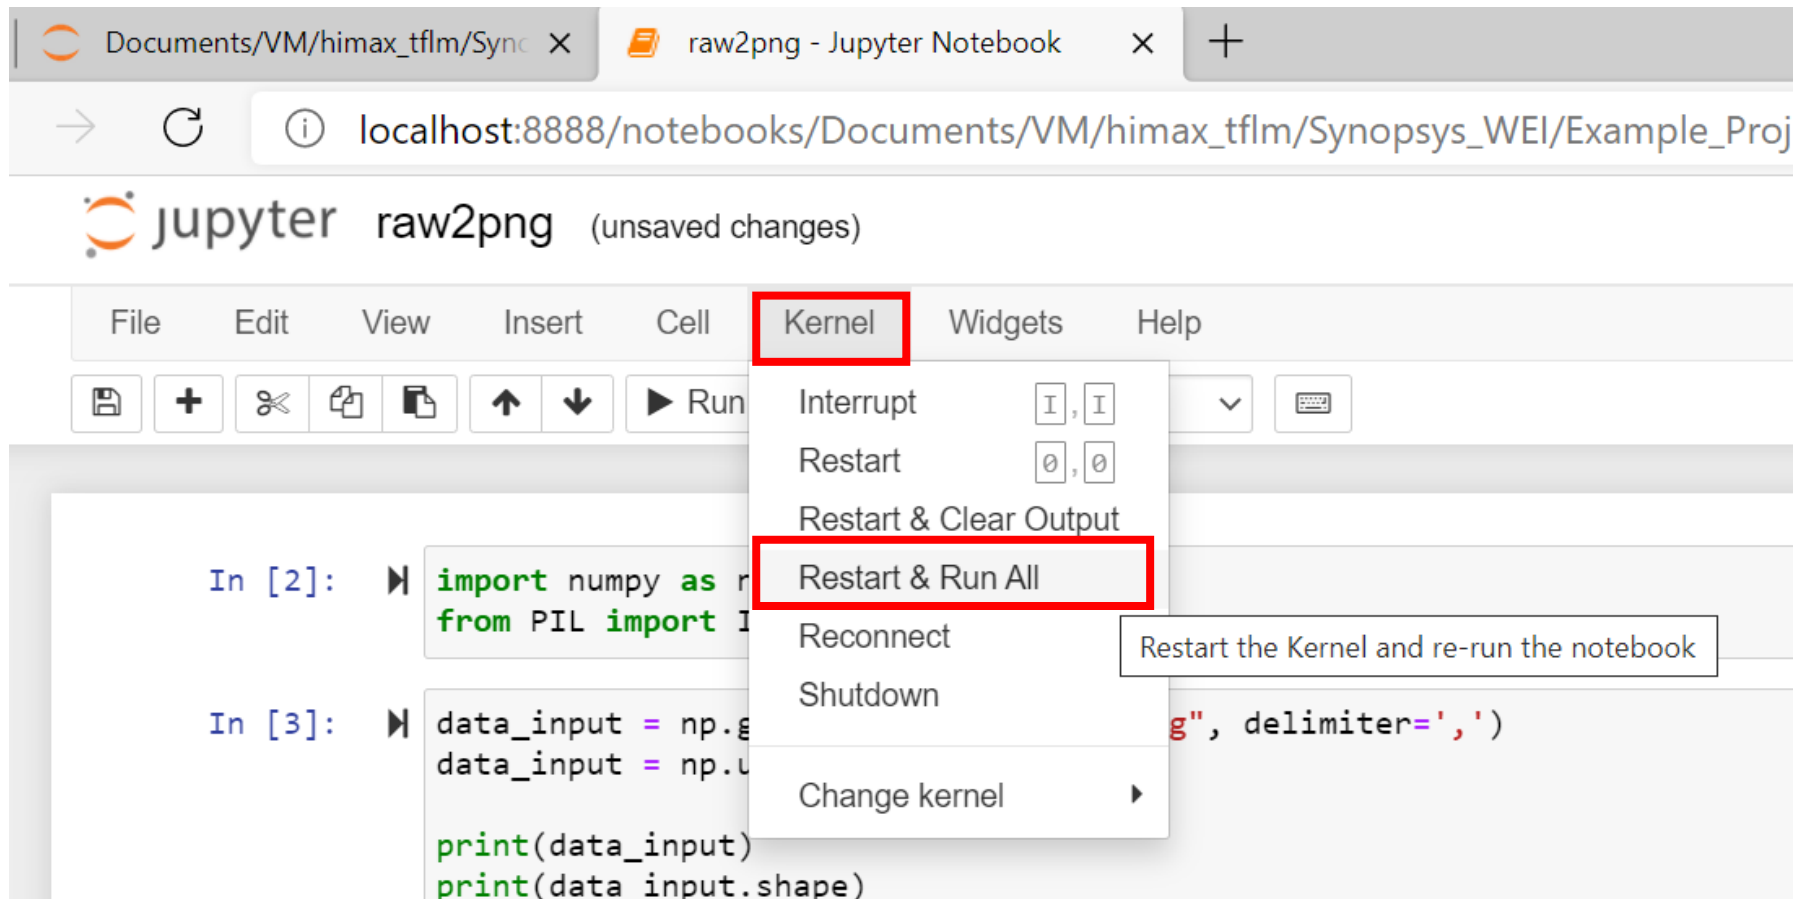 Documents/VM/himax_tflm/Sync
raw2png - Jupyter Notebook
localhost:8888/notebooks/Documents/VM/himax_tflm/Synopsys_WEI/Example_Proj
jupyter raw2png (unsaved changes)
File Edit View Insert Cell Kernel Widgets Help
Run
Interrupt I,I
Restart 0,0
Restart & Clear Output
Restart & Run All
Reconnect
Shutdown
Change kernel
Restart the Kernel and re-run the notebook
In [2]: import numpy as
from PIL import
In [3]: data_input = np. g", delimiter=',')
data_input = np.
print(data_input)
print(data_input.shape)